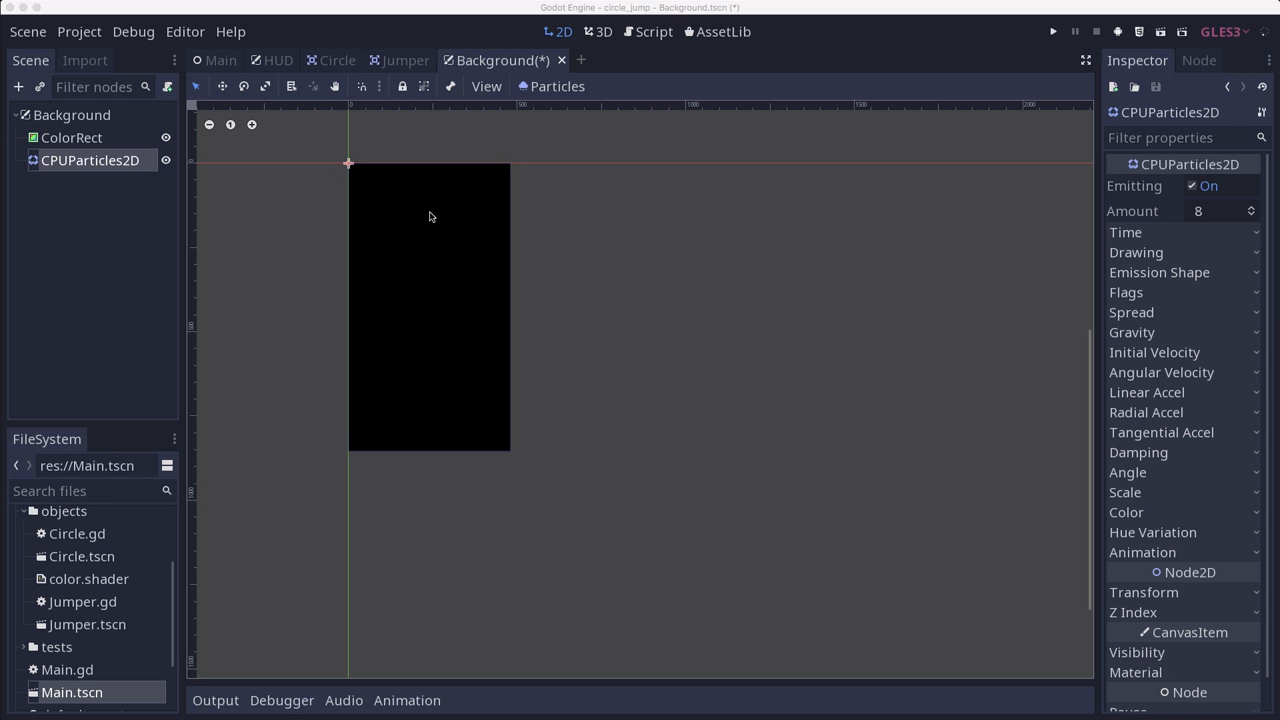 Godot Engine - circle_jump - Background.tscn (*)
Scene Project Debug Editor Help
2D 3D Script AssetLib
GLES3
Scene Import
Main HUD Circle Jumper Background(*)
Inspector Node
Filter nodes
View Particles
CPUParticles2D
Filter properties
Background
ColorRect
CPUParticles2D
0 500 1000 1500 2000
0
500
1000
1500
1
CPUParticles2D
Emitting On
Amount 8
Time
Drawing
Emission Shape
Flags
Spread
Gravity
Initial Velocity
Angular Velocity
Linear Accel
Radial Accel
Tangential Accel
Damping
Angle
Scale
Color
Hue Variation
Animation
Node2D
Transform
Z Index
CanvasItem
Visibility
Material
Node
FileSystem
res://Main.tscn
Search files
objects
Circle.gd
Circle.tscn
color.shader
Jumper.gd
Jumper.tscn
tests
Main.gd
Main.tscn
Output Debugger Audio Animation